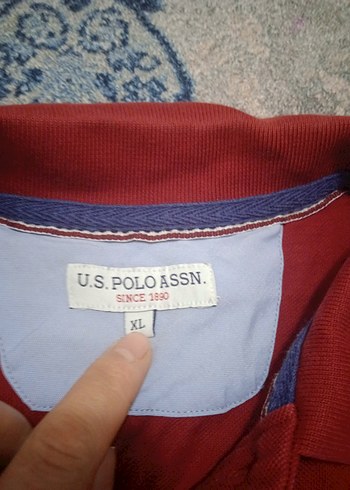 U.S. POLO ASSN.
SINCE 1890
XL